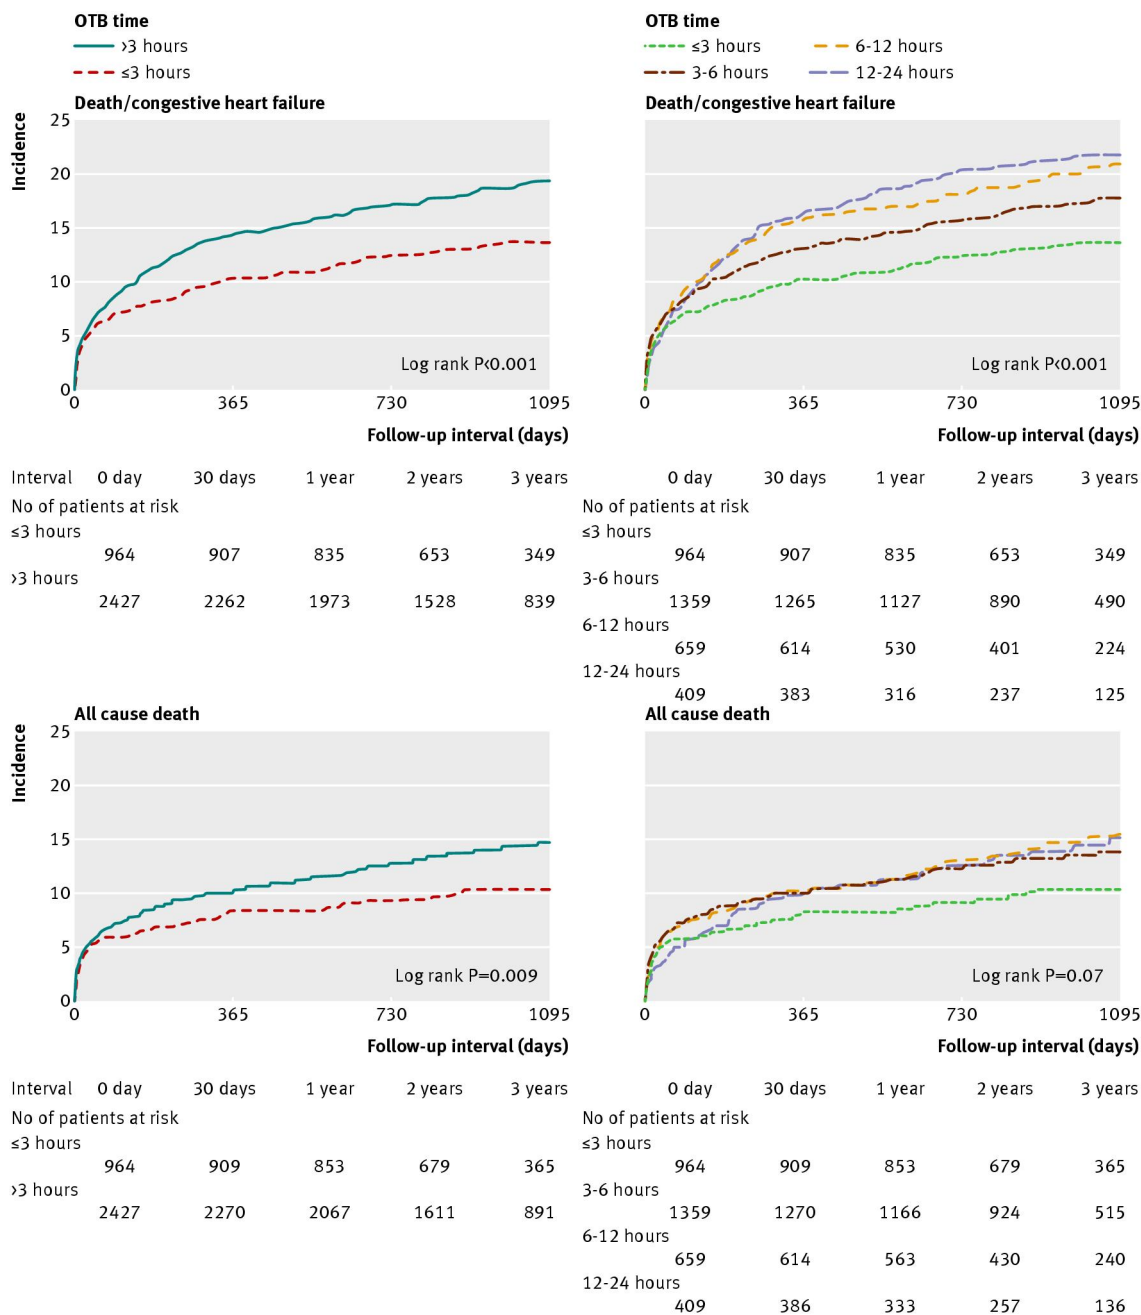 OTB time
>3 hours
≤3 hours
Death/congestive heart failure
Incidence
25
20
15
10
5
0
Log rank P<0.001
0 365 730 1095
Follow-up interval (days)
Interval 0 day 30 days 1 year 2 years 3 years
No of patients at risk
≤3 hours
964 907 835 653 349
>3 hours
2427 2262 1973 1528 839
OTB time
≤3 hours 6-12 hours
3-6 hours 12-24 hours
Death/congestive heart failure
Log rank P<0.001
0 365 730 1095
Follow-up interval (days)
0 day 30 days 1 year 2 years 3 years
No of patients at risk
≤3 hours
964 907 835 653 349
3-6 hours
1359 1265 1127 890 490
6-12 hours
659 614 530 401 224
12-24 hours
409 383 316 237 125
All cause death
Incidence
25
20
15
10
5
0
Log rank P=0.009
0 365 730 1095
Follow-up interval (days)
Interval 0 day 30 days 1 year 2 years 3 years
No of patients at risk
≤3 hours
964 909 853 679 365
>3 hours
2427 2270 2067 1611 891
All cause death
Log rank P=0.07
0 365 730 1095
Follow-up interval (days)
0 day 30 days 1 year 2 years 3 years
No of patients at risk
≤3 hours
964 909 853 679 365
3-6 hours
1359 1270 1166 924 515
6-12 hours
659 614 563 430 240
12-24 hours
409 386 333 257 136